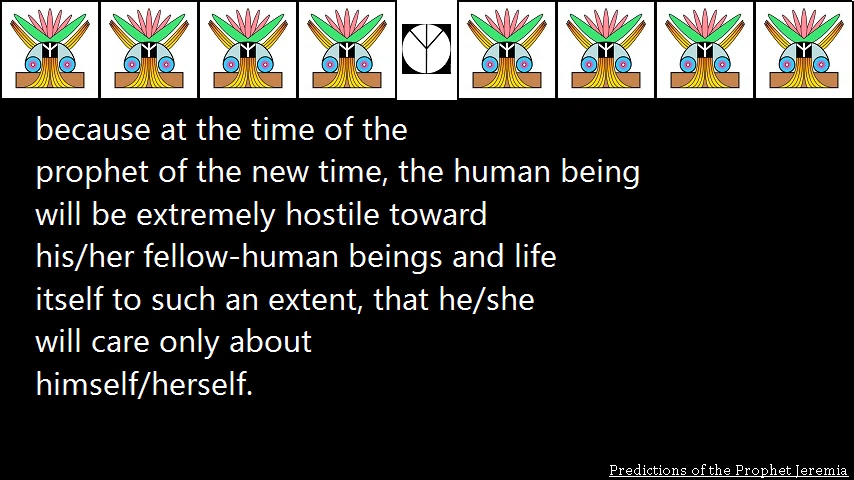 because at the time of the
prophet of the new time, the human being
will be extremely hostile toward
his/her fellow-human beings and life
itself to such an extent, that he/she
will care only about
himself/herself.
Predictions of the Prophet Jeremia